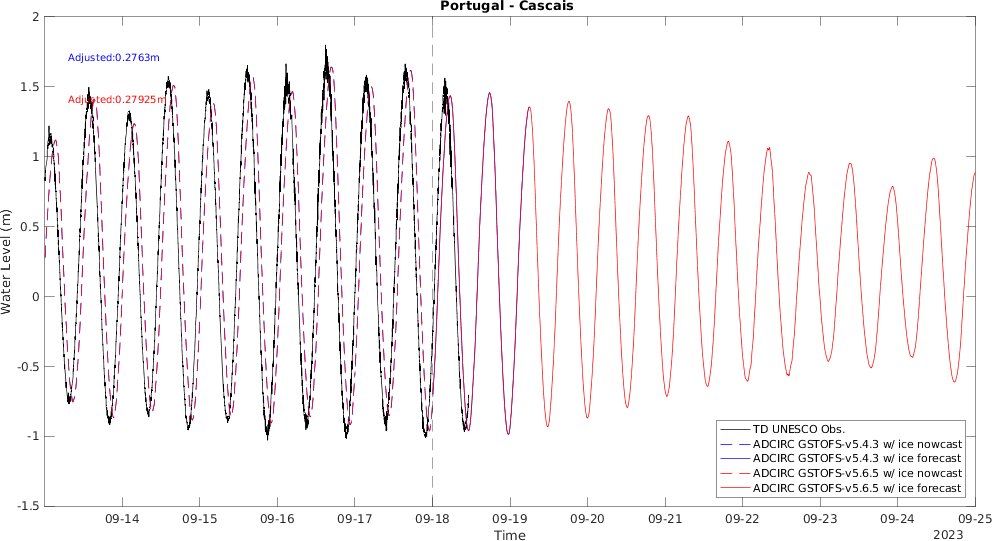 Portugal - Cascais
2
1.5
1
0.5
0
-0.5
-1
-1.5
Water Level (m)
Adjusted:0.2763m
Adjusted:0.27925m
TD UNESCO Obs.
ADCIRC GSTOFS-v5.4.3 w/ ice nowcast
ADCIRC GSTOFS-v5.4.3 w/ ice forecast
ADCIRC GSTOFS-v5.6.5 w/ ice nowcast
ADCIRC GSTOFS-v5.6.5 w/ ice forecast
09-14 09-15 09-16 09-17 09-18 09-19 09-20 09-21 09-22 09-23 09-24 09-25
Time
2023